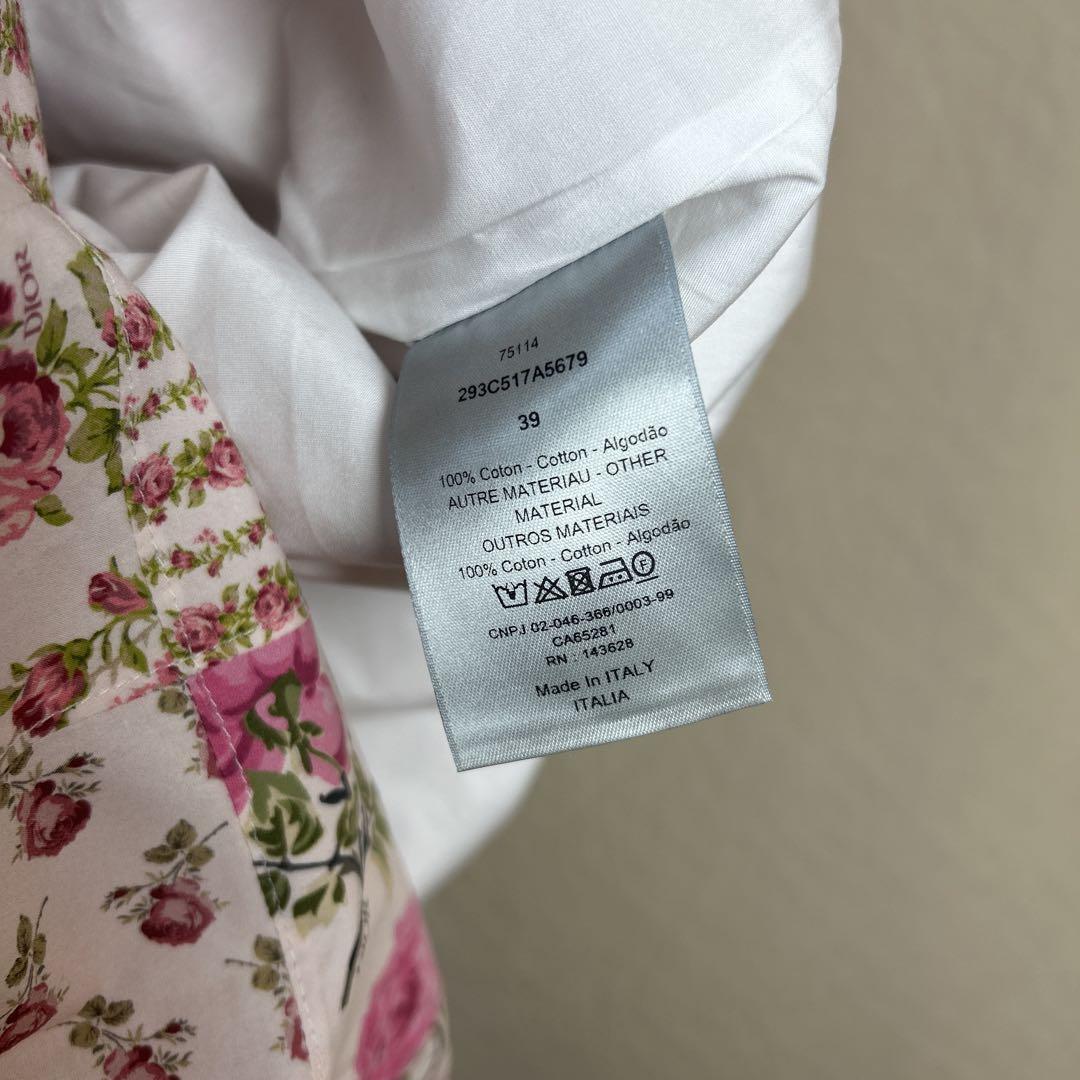 DIOR
75114
293C517A5679
39
100% Coton - Cotton - Algodão
AUTRE MATERIAU - OTHER
MATERIAL
OUTROS MATERIAIS
100% Coton - Cotton - Algodão
CNPJ 02-046-366/0003-99
CA65281
RN : 143628
Made In ITALY
ITALIA